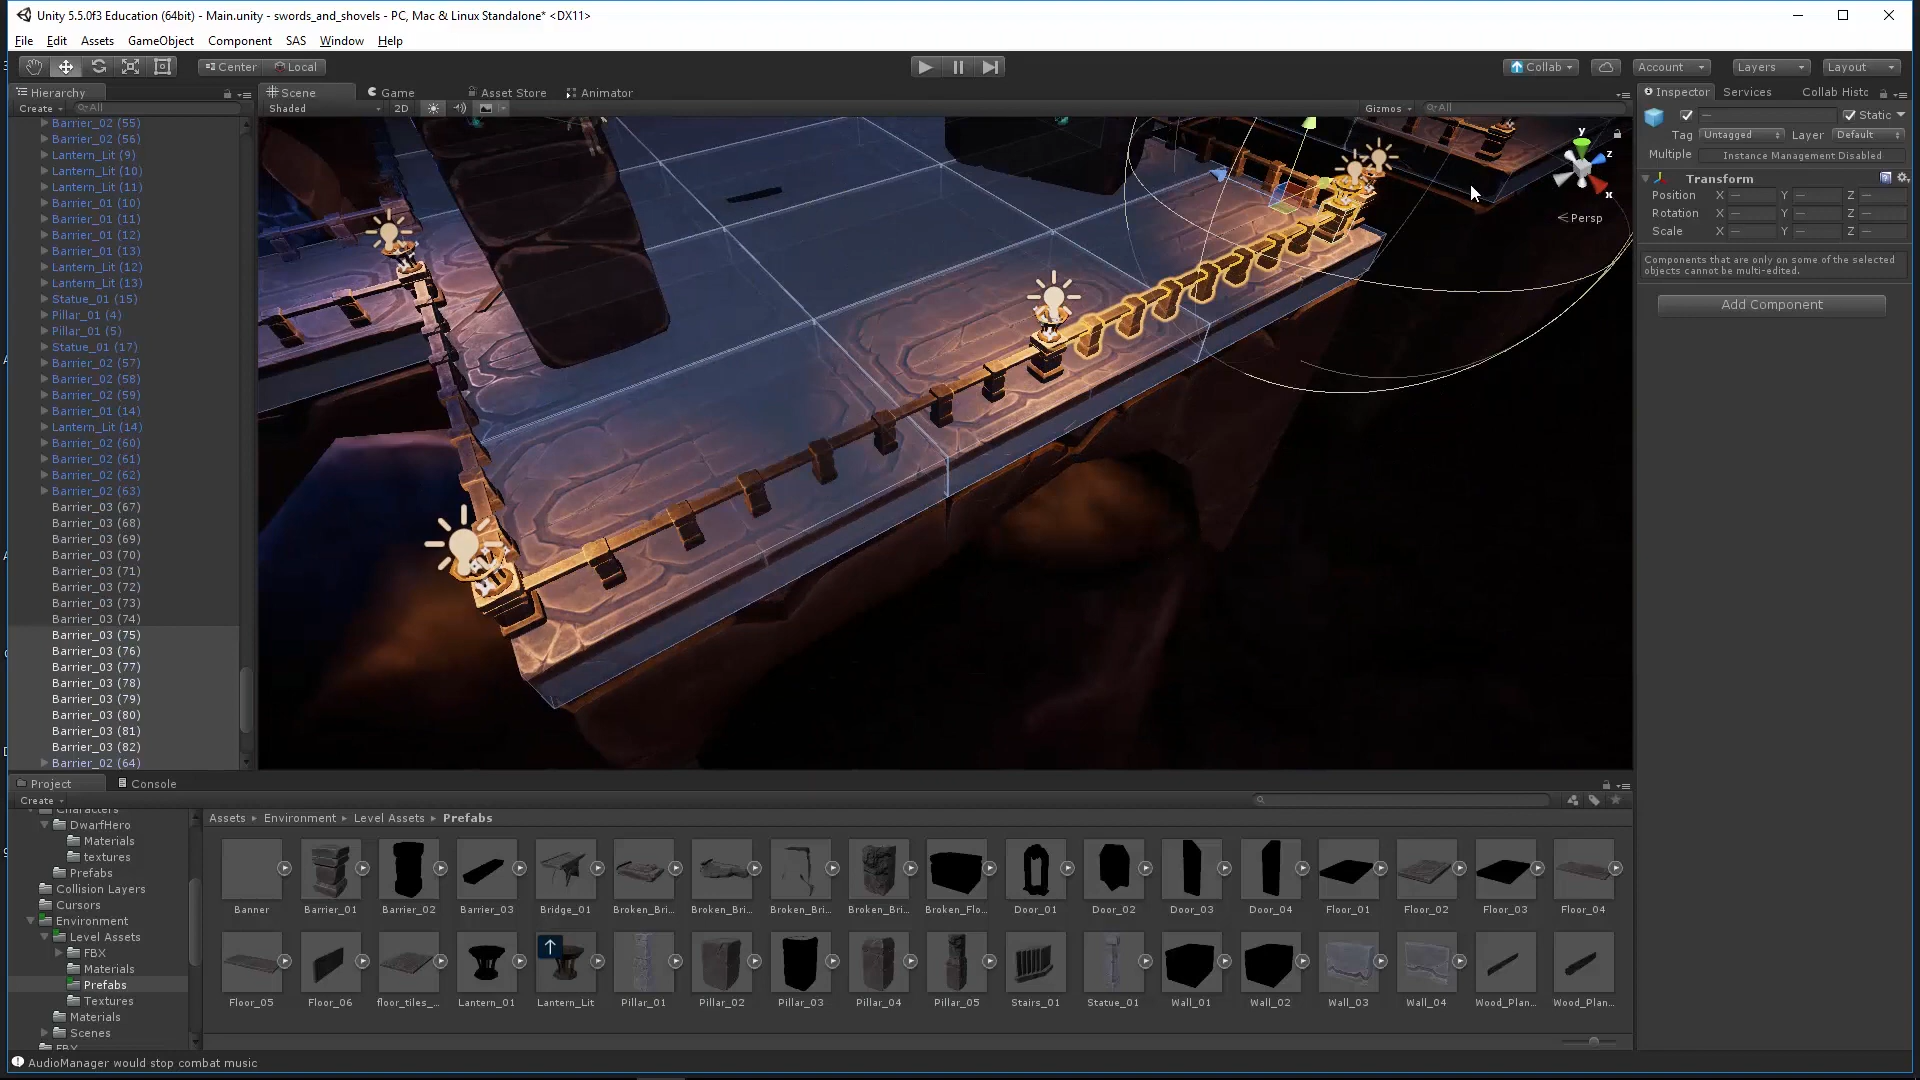 Unity 5.5.0f3 Education (64bit) - Main.unity - swords_and_shovels - PC, Mac & Linux Standalone* <DX11>
File Edit Assets GameObject Component SAS Window Help
Center Local Collab Account Layers Layout
Hierarchy Scene Game Asset Store Animator Inspector Services Collab Histo
Create All Shaded 2D Gizmos All
Static
Tag Untagged Layer Default
Multiple Instance Management Disabled
Transform
Position X — Y — Z —
Rotation X — Y — Z —
Scale X — Y — Z —
Components that are only on some of the selected
objects cannot be multi-edited.
Add Component
y
z
x
Persp
Barrier_02 (55)
Barrier_02 (56)
Lantern_Lit (9)
Lantern_Lit (10)
Lantern_Lit (11)
Barrier_01 (10)
Barrier_01 (11)
Barrier_01 (12)
Barrier_01 (13)
Lantern_Lit (12)
Lantern_Lit (13)
Statue_01 (15)
Pillar_01 (4)
Pillar_01 (5)
Statue_01 (17)
Barrier_02 (57)
Barrier_02 (58)
Barrier_02 (59)
Barrier_01 (14)
Lantern_Lit (14)
Barrier_02 (60)
Barrier_02 (61)
Barrier_02 (62)
Barrier_02 (63)
Barrier_03 (67)
Barrier_03 (68)
Barrier_03 (69)
Barrier_03 (70)
Barrier_03 (71)
Barrier_03 (72)
Barrier_03 (73)
Barrier_03 (74)
Barrier_03 (75)
Barrier_03 (76)
Barrier_03 (77)
Barrier_03 (78)
Barrier_03 (79)
Barrier_03 (80)
Barrier_03 (81)
Barrier_03 (82)
Barrier_02 (64)
Project Console
Create
Characters
DwarfHero
Materials
textures
Prefabs
Collision Layers
Cursors
Environment
Level Assets
FBX
Materials
Prefabs
Textures
Materials
Scenes
FBX
Assets Environment Level Assets Prefabs
Banner Barrier_01 Barrier_02 Barrier_03 Bridge_01 Broken_Bri... Broken_Bri... Broken_Bri... Broken_Bri... Broken_Flo... Door_01 Door_02 Door_03 Door_04 Floor_01 Floor_02 Floor_03 Floor_04
Floor_05 Floor_06 floor_tiles_... Lantern_01 Lantern_Lit Pillar_01 Pillar_02 Pillar_03 Pillar_04 Pillar_05 Stairs_01 Statue_01 Wall_01 Wall_02 Wall_03 Wall_04 Wood_Plan... Wood_Plan...
AudioManager would stop combat music